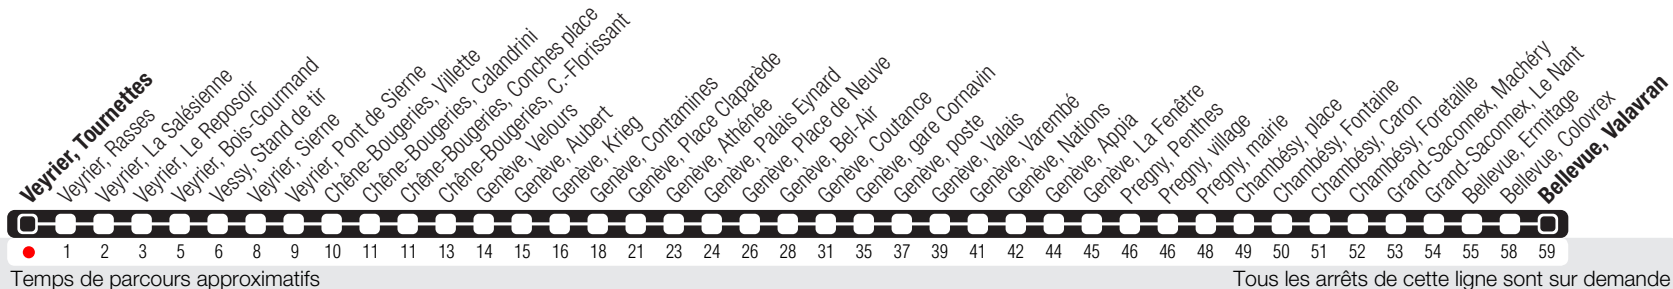 Veyrier, Tournettes
Veyrier, Rasses
Veyrier, La Salésienne
Veyrier, Le Reposoir
Veyrier, Bois-Gourmand
Vessy, Stand de tir
Veyrier, Sierne
Veyrier, Pont de Sierne
Chêne-Bougeries, Villette
Chêne-Bougeries, Calandrini
Chêne-Bougeries, Conches place
Chêne-Bougeries, C.-Florissant
Genève, Velours
Genève, Aubert
Genève, Krieg
Genève, Contamines
Genève, Place Claparède
Genève, Athénée
Genève, Palais Eynard
Genève, Place de Neuve
Genève, Bel-Air
Genève, Coutance
Genève, gare Cornavin
Genève, poste
Genève, Valais
Genève, Varembé
Genève, Nations
Genève, Appia
Genève, La Fenêtre
Pregny, Penthes
Pregny, village
Pregny, mairie
Chambésy, place
Chambésy, Fontaine
Chambésy, Caron
Chambésy, Foretaille
Grand-Saconnex, Machéry
Grand-Saconnex, Le Nant
Bellevue, Ermitage
Bellevue, Colovrex
Bellevue, Valavran
1 2 3 5 6 8 9 10 11 11 13 14 15 16 18 21 23 24 26 28 31 35 37 39 41 42 44 45 46 46 48 49 50 51 52 53 54 55 58 59
Temps de parcours approximatifs
Tous les arrêts de cette ligne sont sur demande